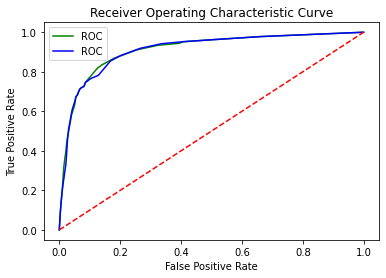 Receiver Operating Characteristic Curve
ROC
ROC
True Positive Rate
1.0
0.8
0.6
0.4
0.2
0.0
0.0 0.2 0.4 0.6 0.8 1.0
False Positive Rate